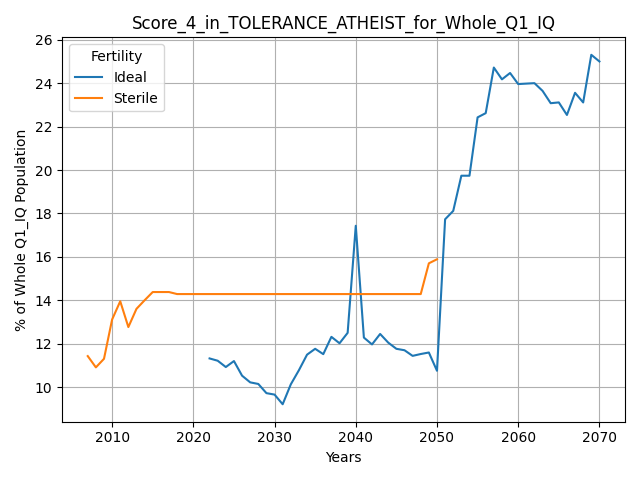 Score_4_in_TOLERANCE_ATHEIST_for_Whole_Q1_IQ
% of Whole Q1_IQ Population
26
24
22
20
18
16
14
12
10
Fertility
Ideal
Sterile
2010 2020 2030 2040 2050 2060 2070
Years